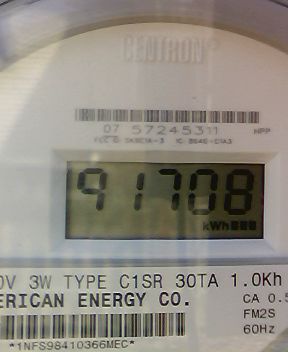 CENTRON®
07 57245311 HPP
91708
kWh
0V 3W TYPE C1SR 30TA 1.0Kh
ERICAN ENERGY CO.
CA 0.5
FM2S
60Hz
*1NFS98410366MEC*